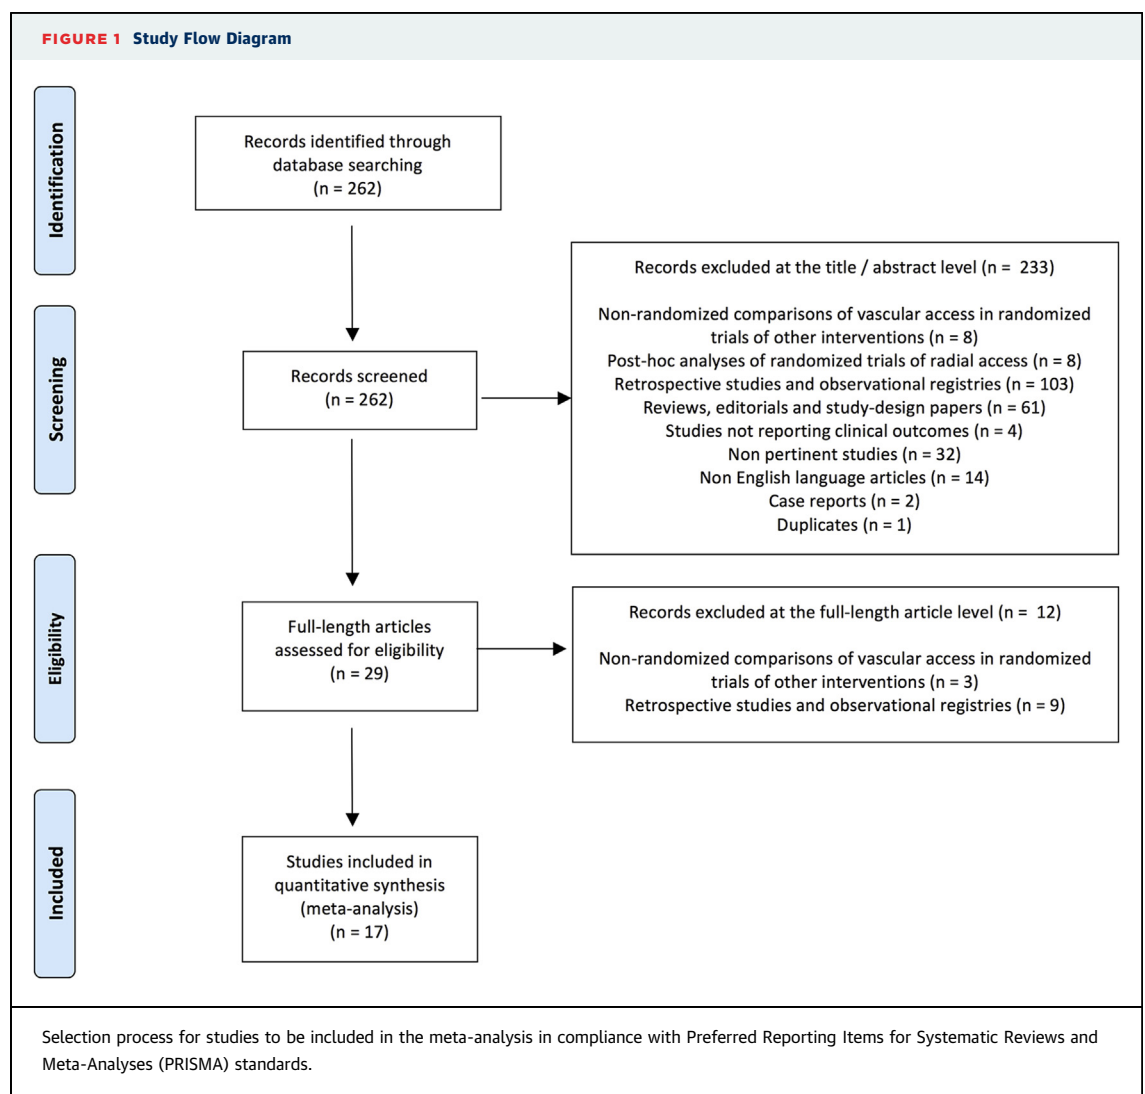 FIGURE 1 Study Flow Diagram
Identification
Records identified through
database searching
(n = 262)
Records excluded at the title / abstract level (n = 233)
Non-randomized comparisons of vascular access in randomized
trials of other interventions (n = 8)
Post-hoc analyses of randomized trials of radial access (n = 8)
Retrospective studies and observational registries (n = 103)
Reviews, editorials and study-design papers (n = 61)
Studies not reporting clinical outcomes (n = 4)
Non pertinent studies (n = 32)
Non English language articles (n = 14)
Case reports (n = 2)
Duplicates (n = 1)
Screening
Records screened
(n = 262)
Eligibility
Full-length articles
assessed for eligibility
(n = 29)
Records excluded at the full-length article level (n = 12)
Non-randomized comparisons of vascular access in randomized
trials of other interventions (n = 3)
Retrospective studies and observational registries (n = 9)
Included
Studies included in
quantitative synthesis
(meta-analysis)
(n = 17)
Selection process for studies to be included in the meta-analysis in compliance with Preferred Reporting Items for Systematic Reviews and
Meta-Analyses (PRISMA) standards.